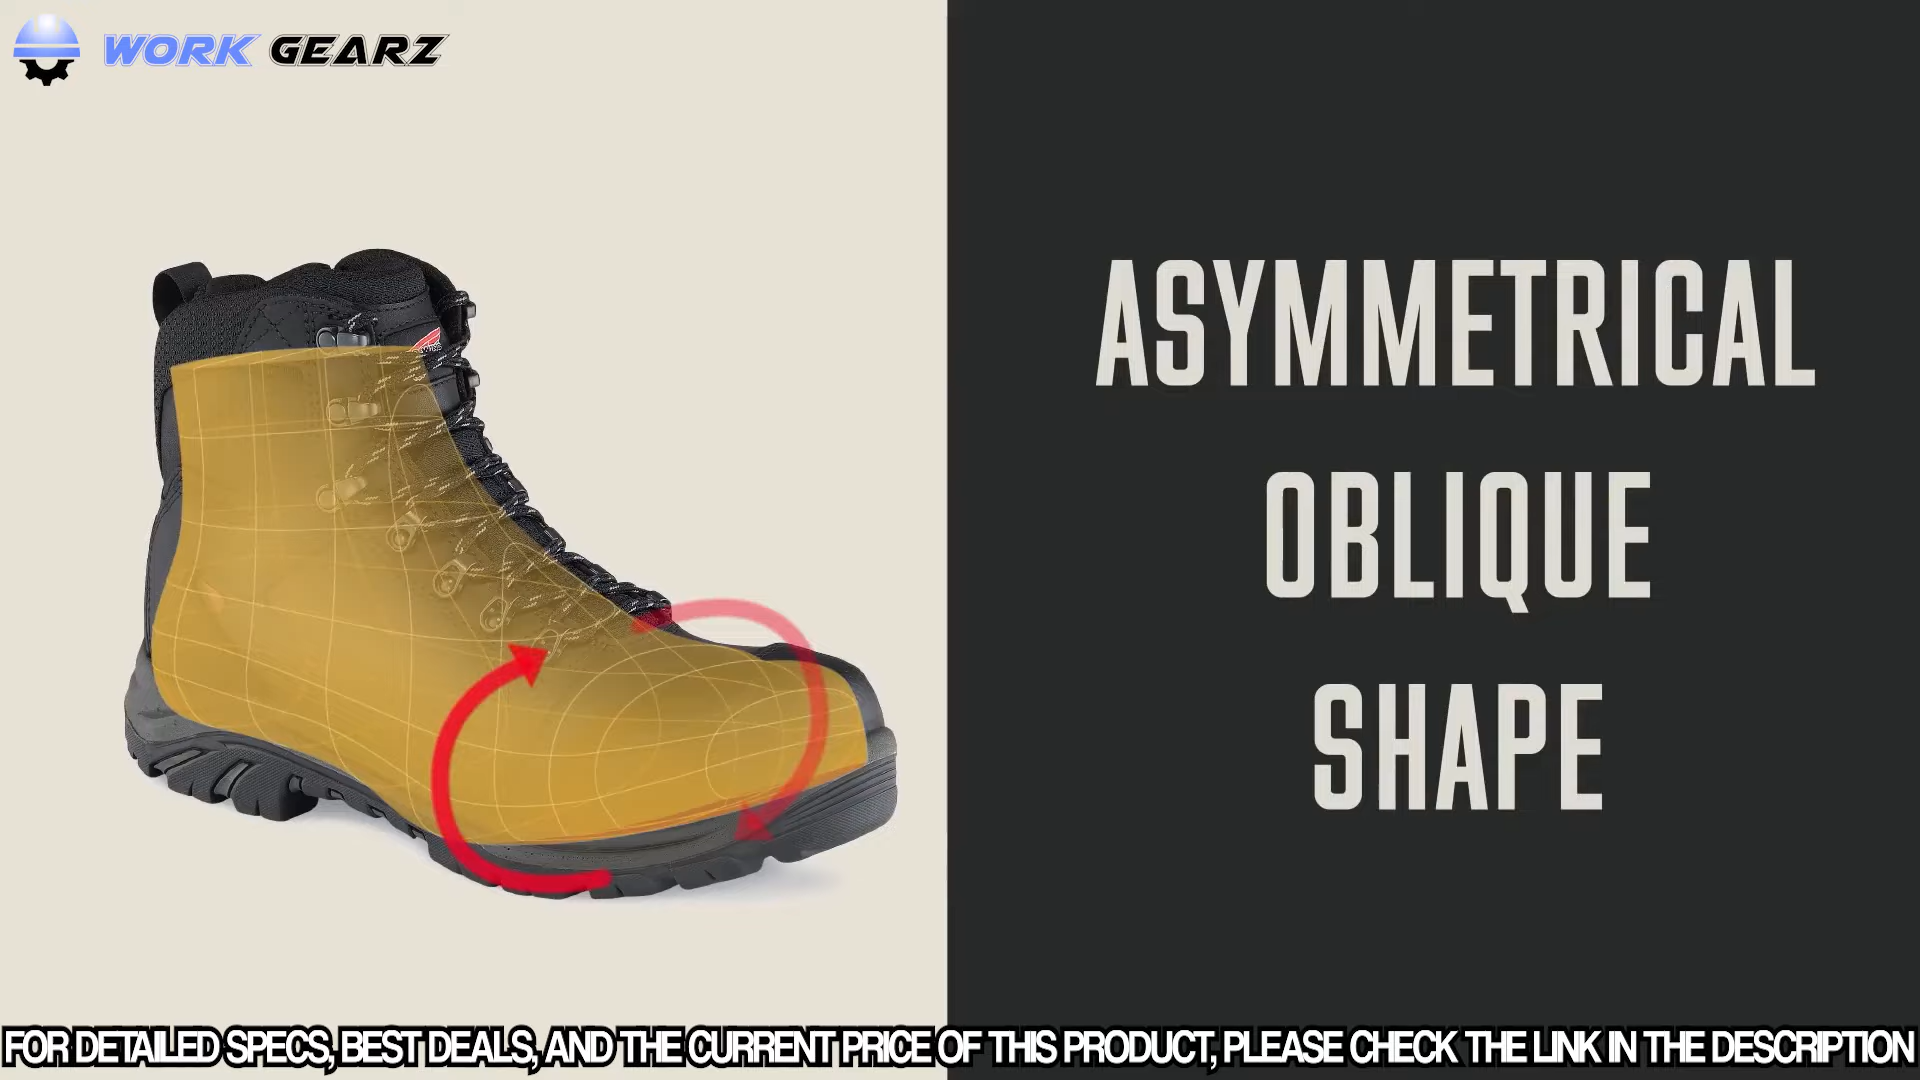 WORK GEARZ
ASYMMETRICAL
OBLIQUE
SHAPE
FOR DETAILED SPECS, BEST DEALS, AND THE CURRENT PRICE OF THIS PRODUCT, PLEASE CHECK THE LINK IN THE DESCRIPTION